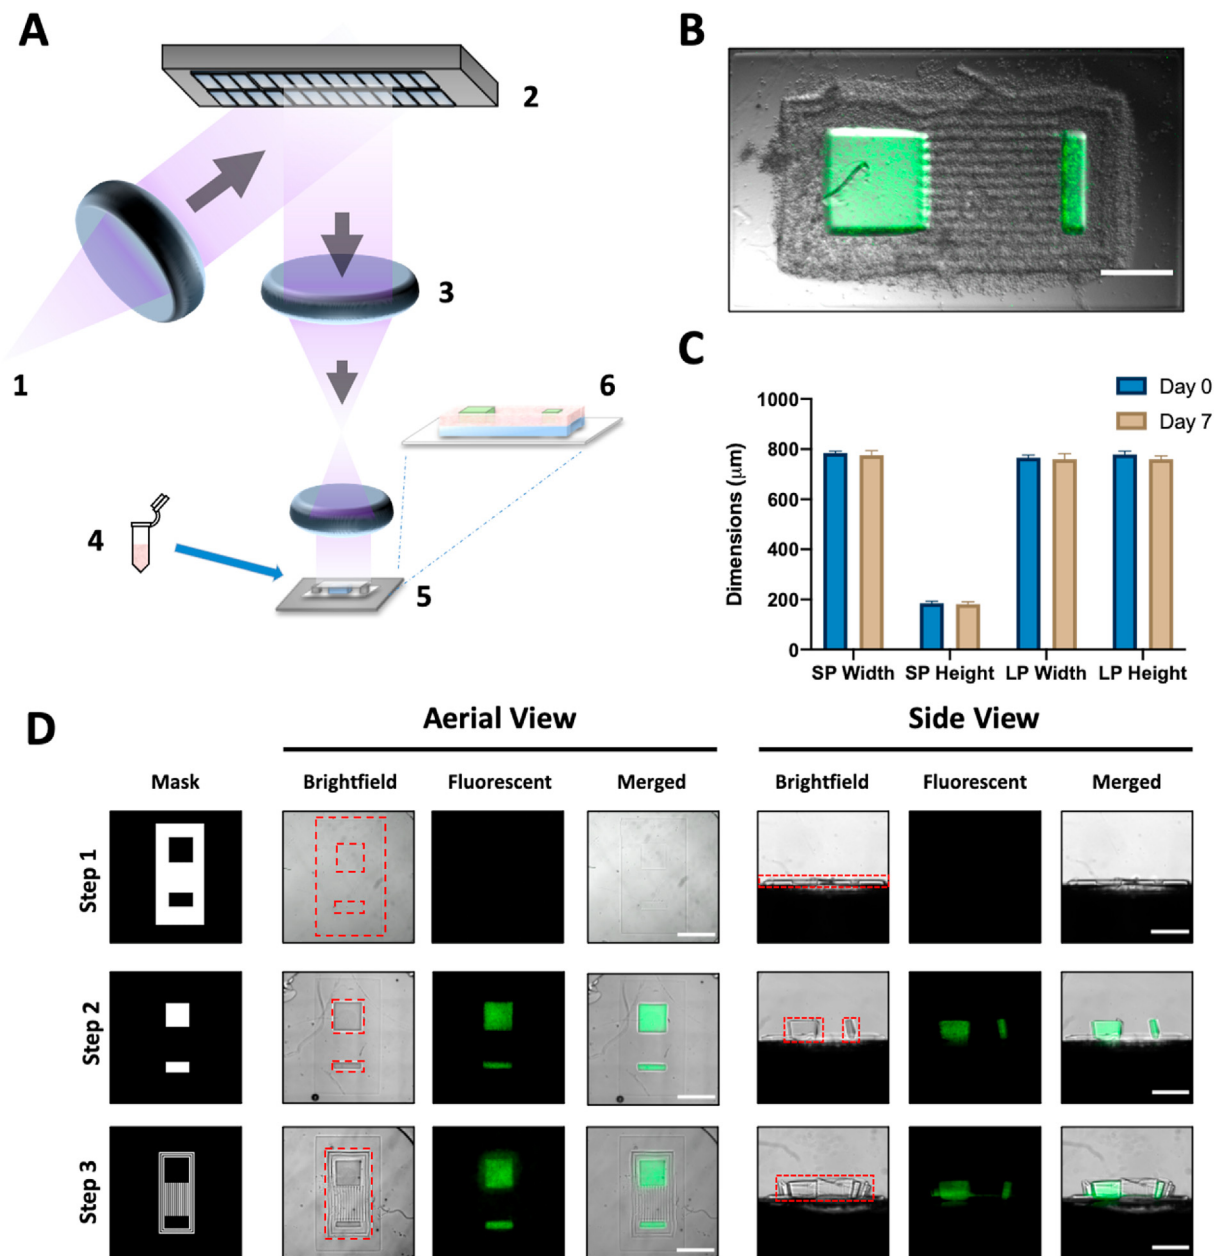 A
B
2
3
1
6
4
5
C
Day 0
Day 7
1000
800
600
400
200
0
Dimensions (μm)
SP Width SP Height LP Width LP Height
D
Aerial View Side View
Mask Brightfield Fluorescent Merged Brightfield Fluorescent Merged
Step 1
Step 2
Step 3